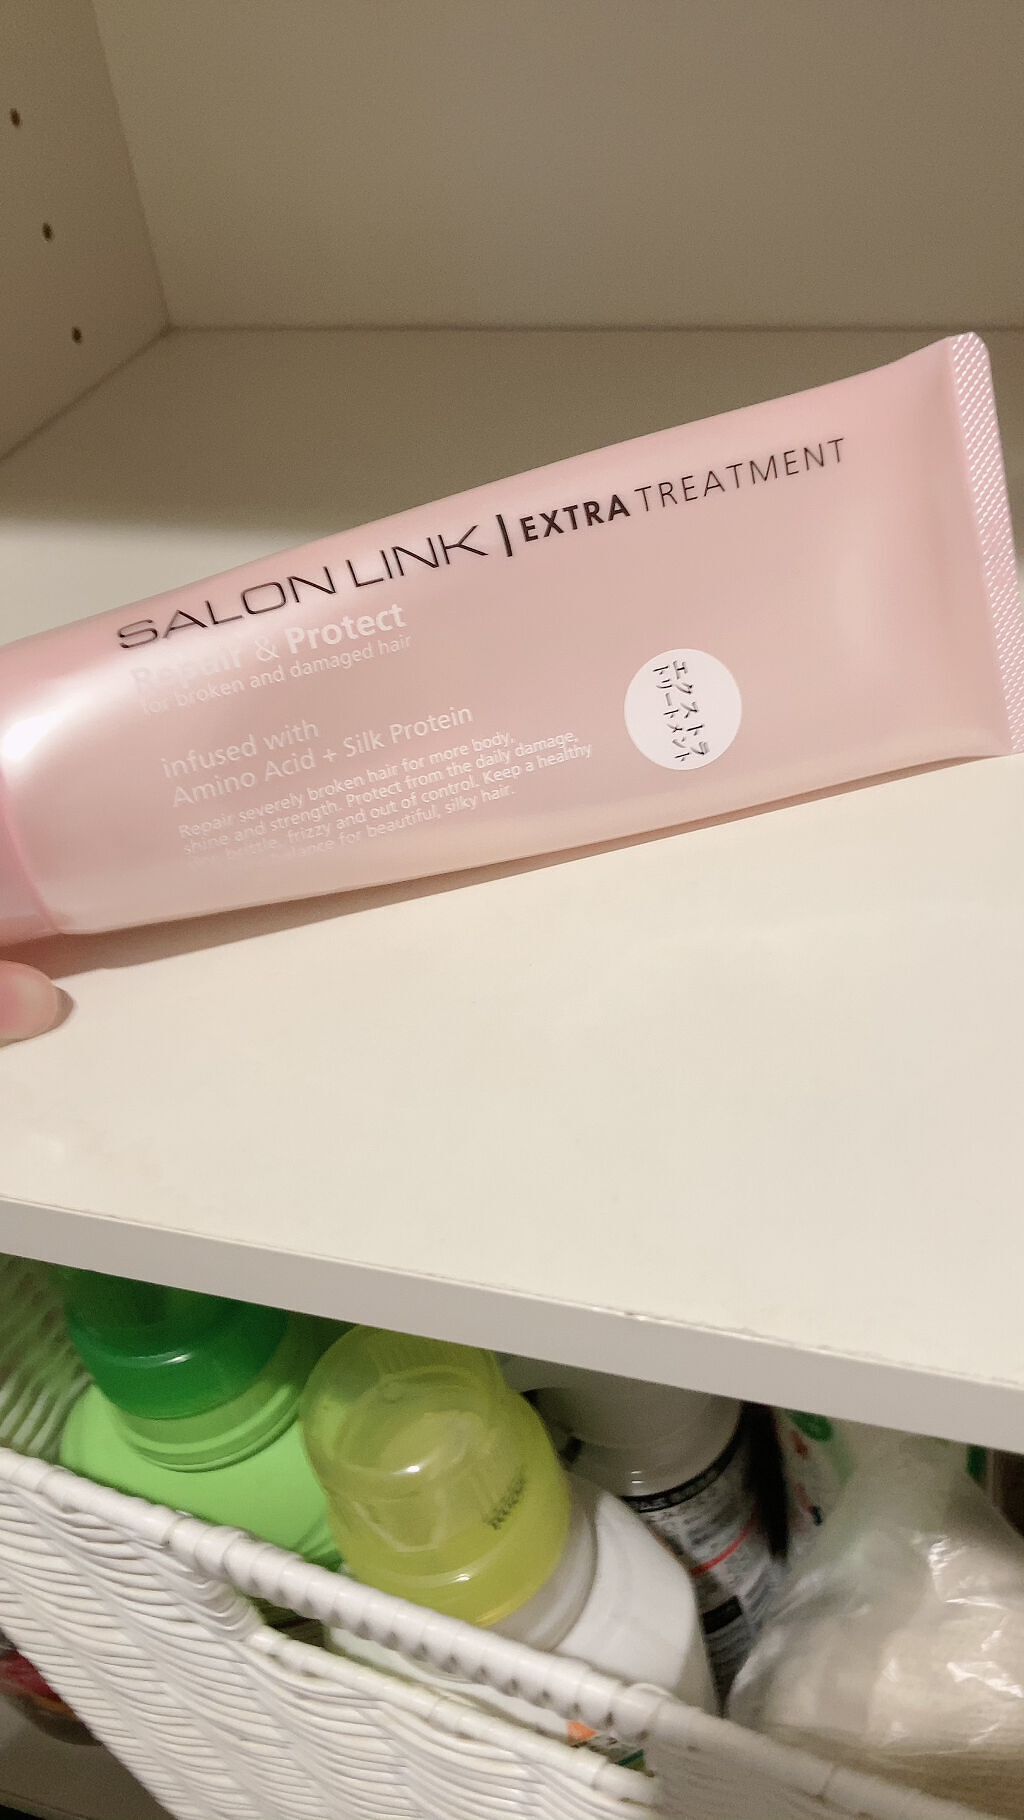 SALON LINK | EXTRA TREATMENT
Repair & Protect
for broken and damaged hair
infused with
Amino Acid + Silk Protein
Repair severely broken hair for more body,
shine and strength. Protect from the daily damage,
dry, brittle, frizzy and out of control. Keep a healthy
balance for beautiful, silky hair.
エクストラ
トリートメント